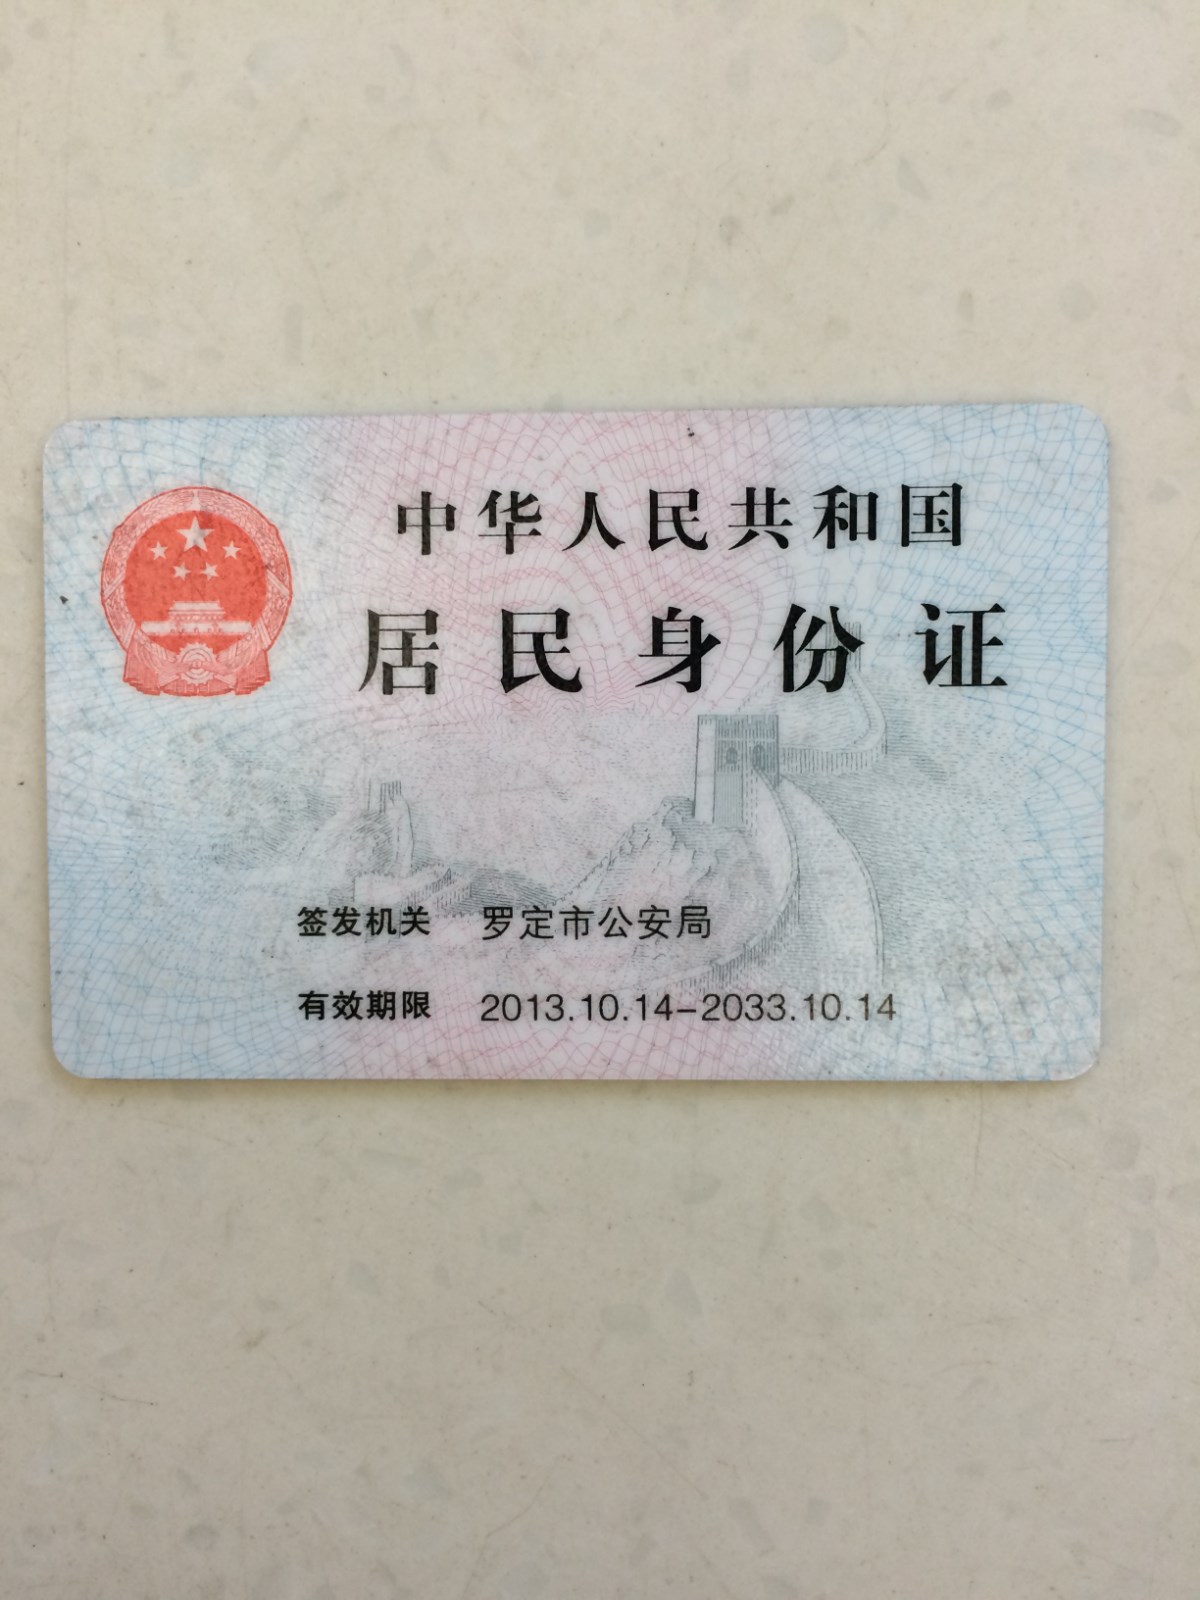 中华人民共和国
居民身份证
签发机关 罗定市公安局
有效期限 2013.10.14-2033.10.14